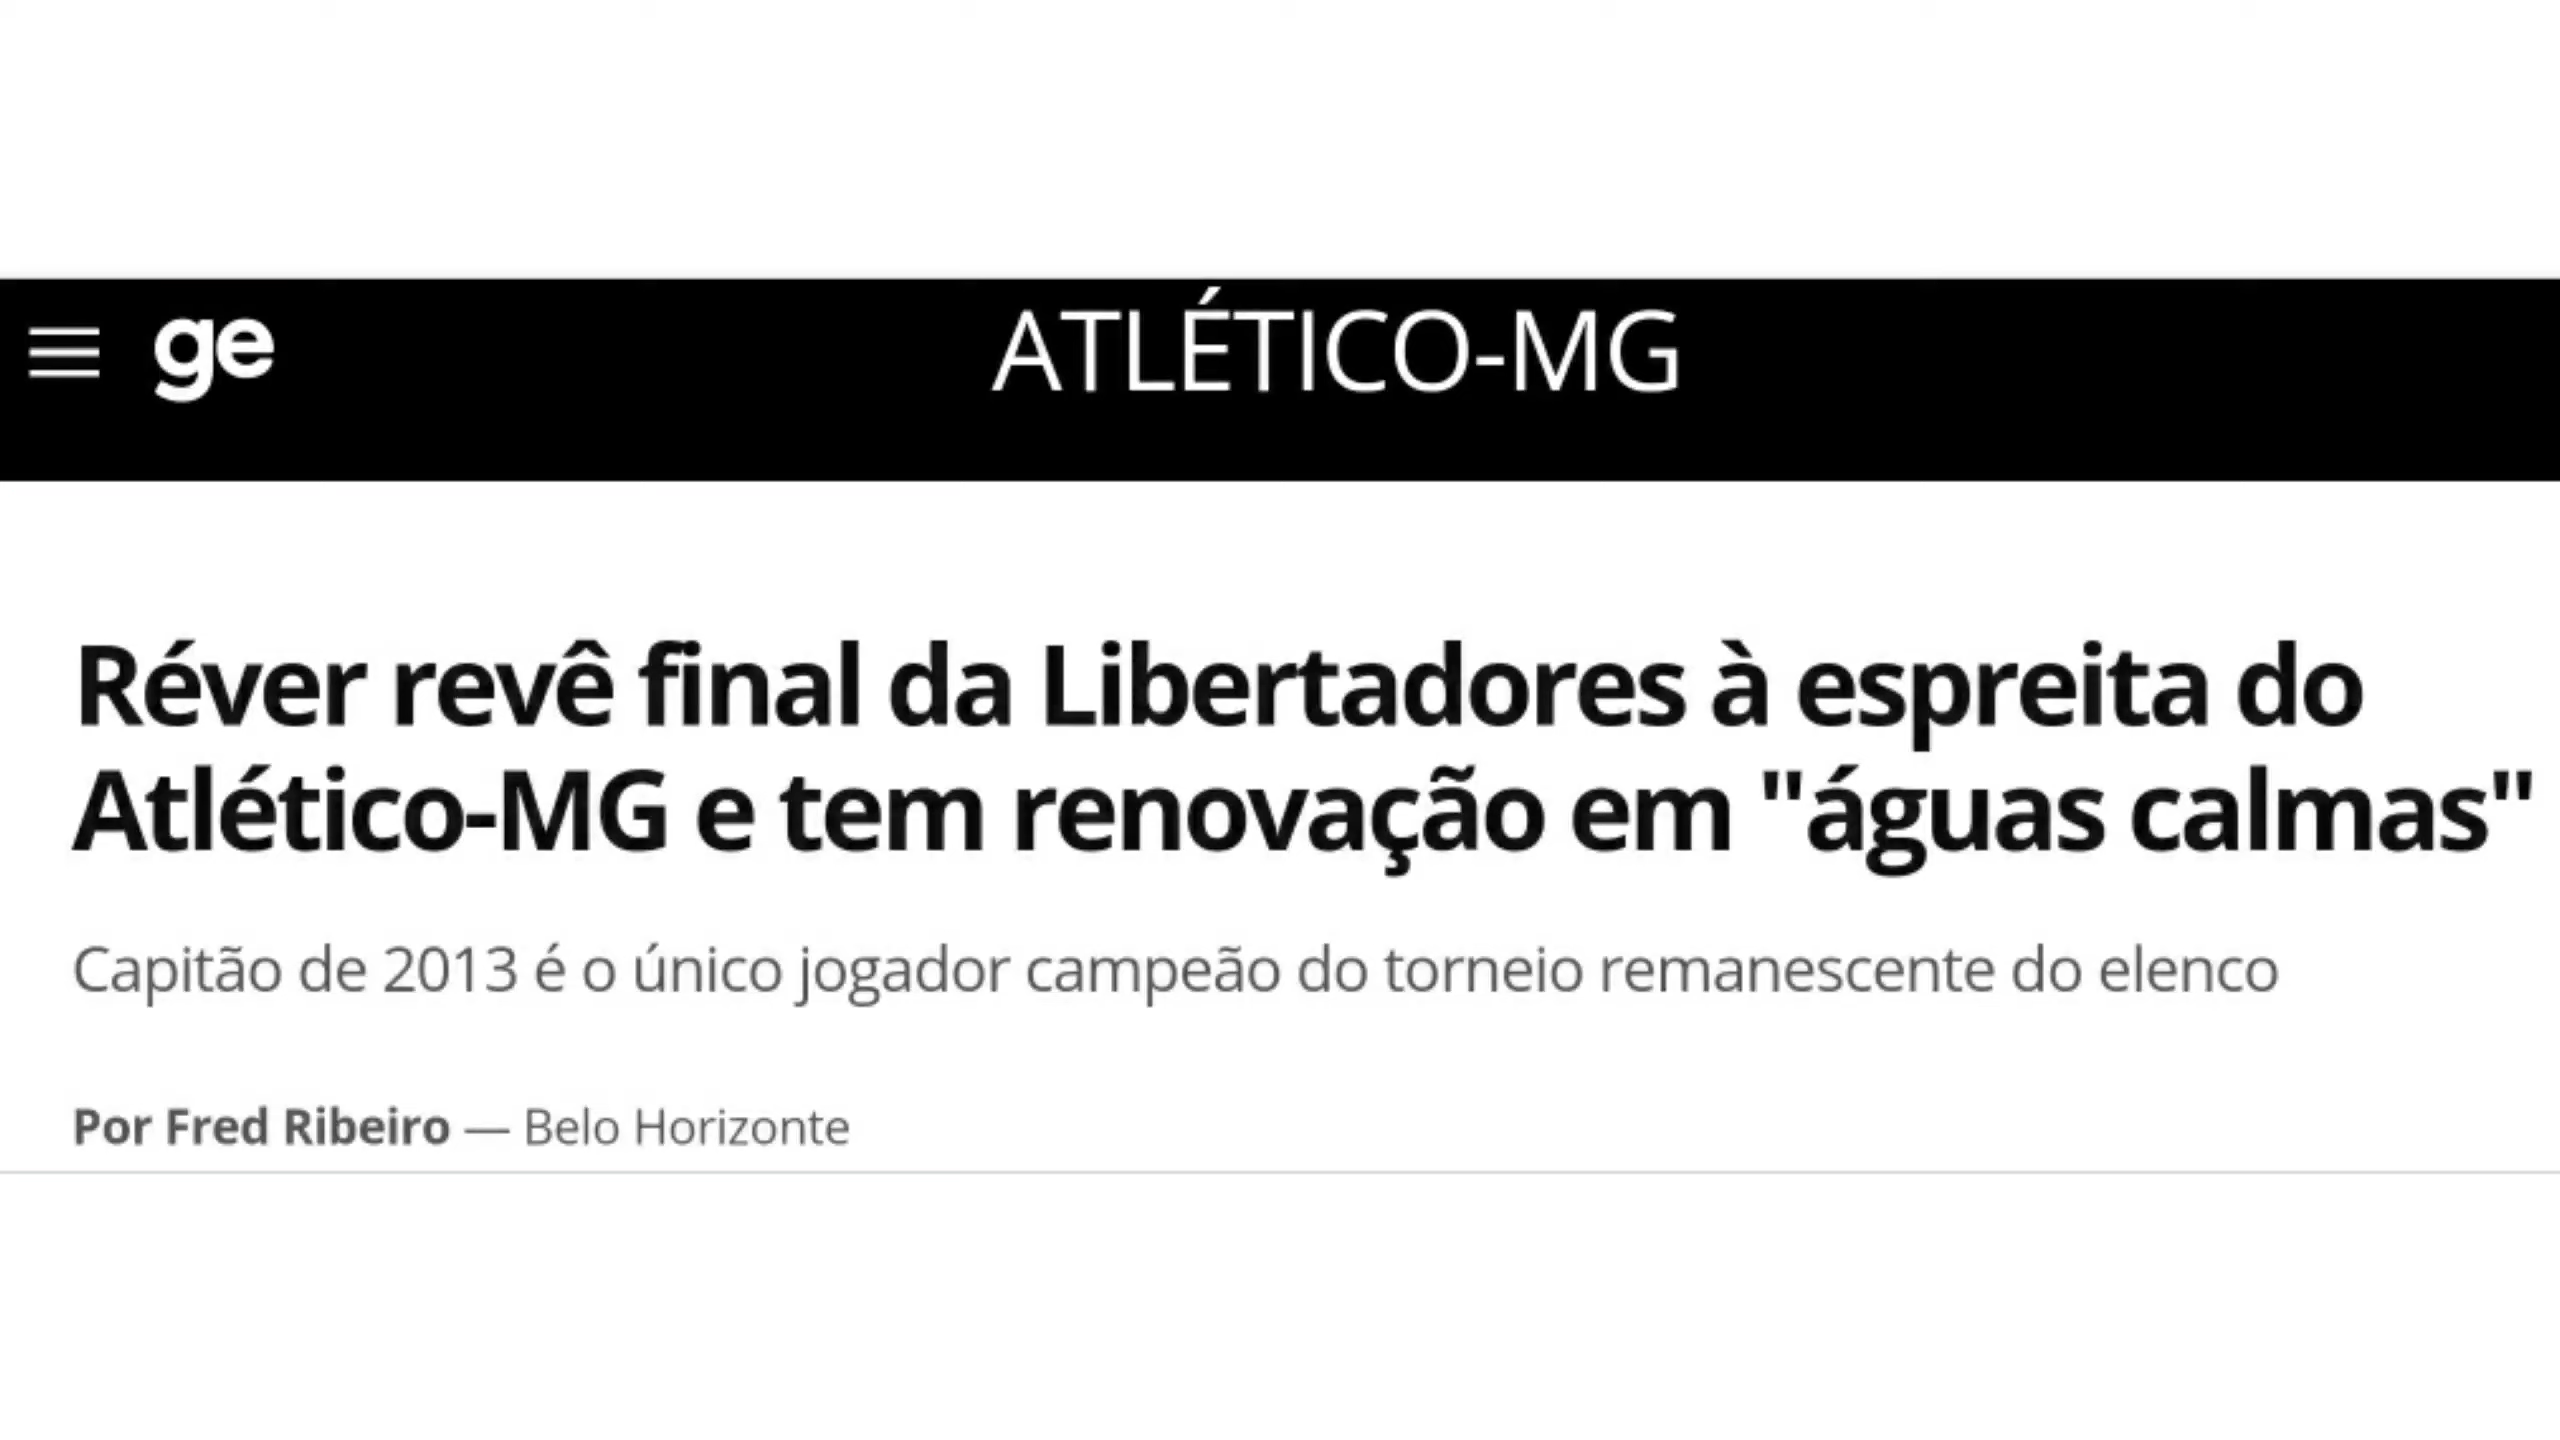 ge
ATLÉTICO-MG
Réver revê final da Libertadores à espreita do
Atlético-MG e tem renovação em "águas calmas"
Capitão de 2013 é o único jogador campeão do torneio remanescente do elenco
Por Fred Ribeiro — Belo Horizonte